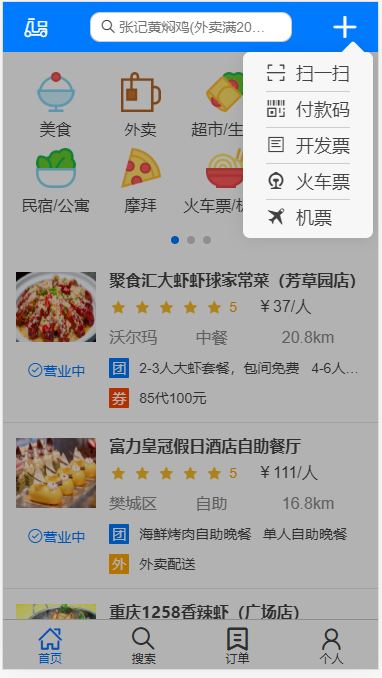 张记黄焖鸡(外卖满20…
扫一扫
付款码
开发票
火车票
机票
美食
外卖
超市/生
民宿/公寓
摩拜
火车票/机
聚食汇大虾虾球家常菜（芳草园店）
5
￥37/人
沃尔玛 中餐 20.8km
营业中
团 2-3人大虾套餐，包间免费 4-6人…
券 85代100元
富力皇冠假日酒店自助餐厅
5
￥111/人
樊城区 自助 16.8km
营业中
团 海鲜烤肉自助晚餐 单人自助晚餐
外 外卖配送
重庆1258香辣虾（广场店）
首页
搜索
订单
个人